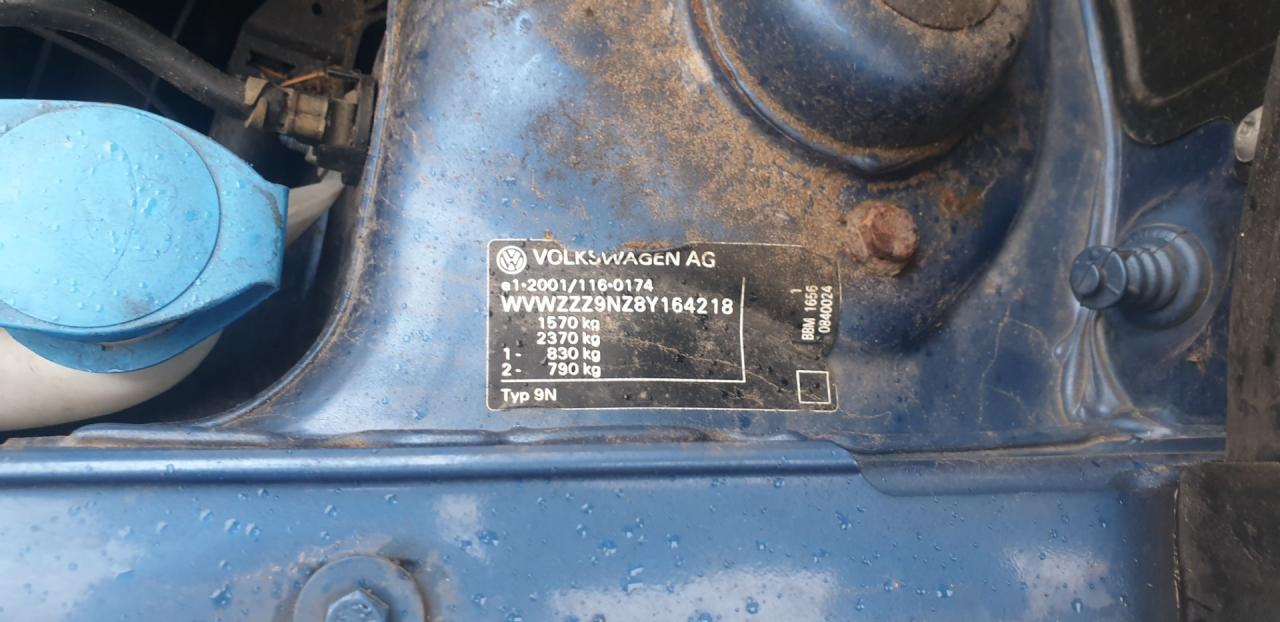 VOLKSWAGEN AG
e1*2001/116*0174
WVWZZZ9NZ8Y164218
1570 kg
2370 kg
1- 830 kg
2- 790 kg
Typ 9N
BBM 1656 1
0840024